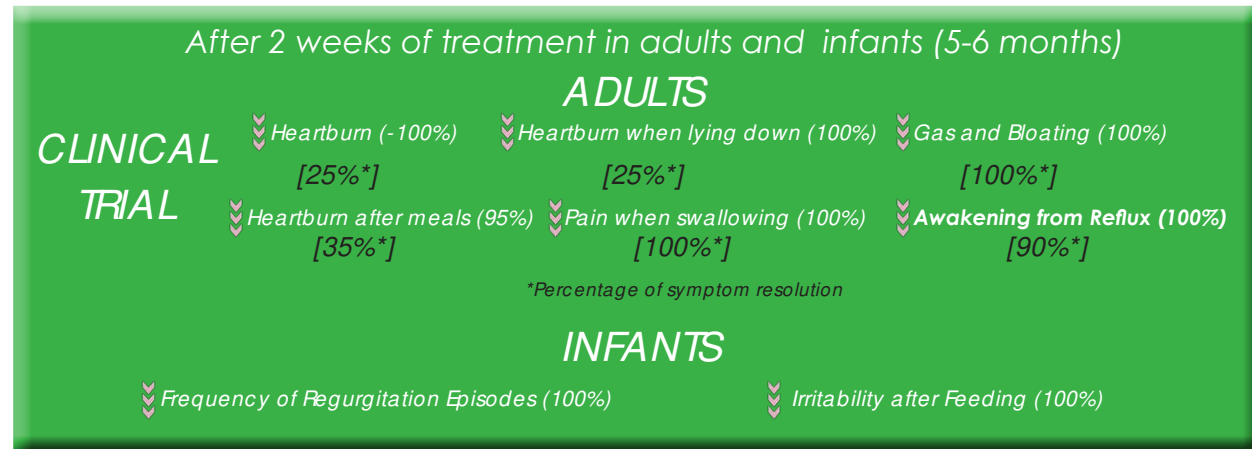 After 2 weeks of treatment in adults and infants (5-6 months)
ADULTS
CLINICAL
TRIAL
Heartburn (-100%)
Heartburn when lying down (100%)
Gas and Bloating (100%)
[25%*]
[25%*]
[100%*]
Heartburn after meals (95%)
Pain when swallowing (100%)
Awakening from Reflux (100%)
[35%*]
[100%*]
[90%*]
*Percentage of symptom resolution
INFANTS
Frequency of Regurgitation Episodes (100%)
Irritability after Feeding (100%)